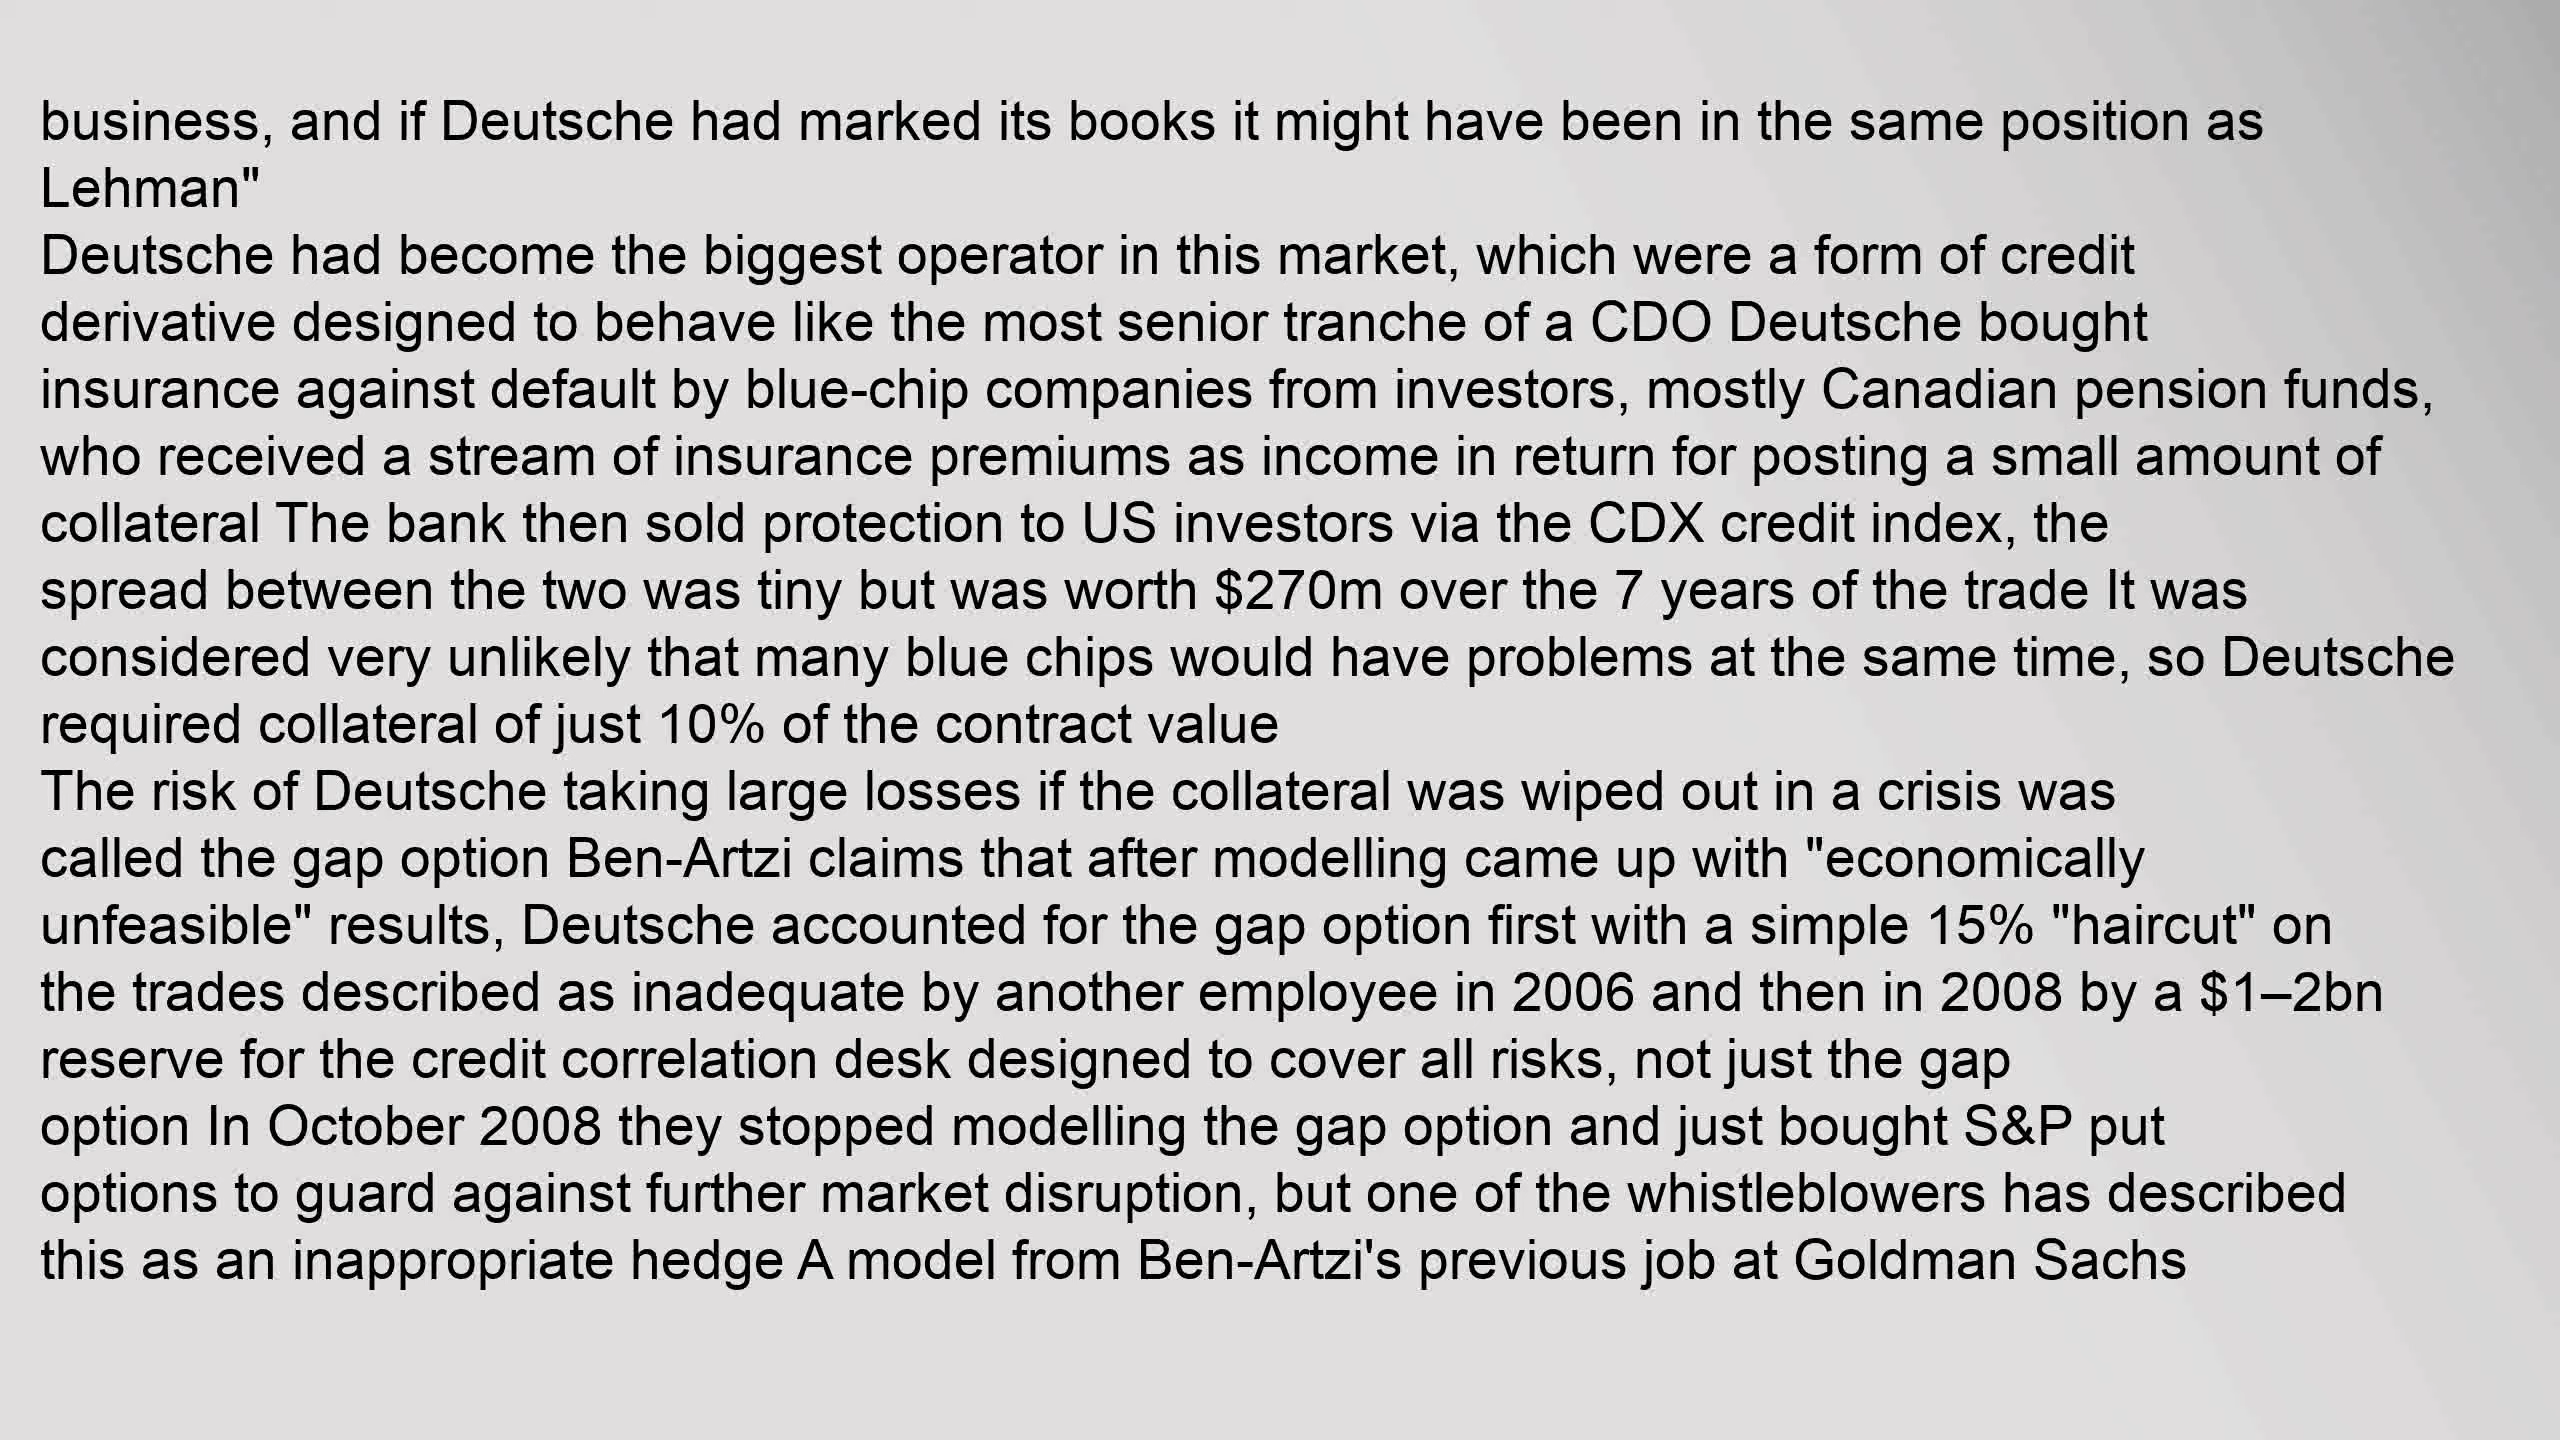 business, and if Deutsche had marked its books it might have been in the same position as
Lehman"
Deutsche had become the biggest operator in this market, which were a form of credit
derivative designed to behave like the most senior tranche of a CDO Deutsche bought
insurance against default by blue-chip companies from investors, mostly Canadian pension funds,
who received a stream of insurance premiums as income in return for posting a small amount of
collateral The bank then sold protection to US investors via the CDX credit index, the
spread between the two was tiny but was worth $270m over the 7 years of the trade It was
considered very unlikely that many blue chips would have problems at the same time, so Deutsche
required collateral of just 10% of the contract value
The risk of Deutsche taking large losses if the collateral was wiped out in a crisis was
called the gap option Ben-Artzi claims that after modelling came up with "economically
unfeasible" results, Deutsche accounted for the gap option first with a simple 15% "haircut" on
the trades described as inadequate by another employee in 2006 and then in 2008 by a $1–2bn
reserve for the credit correlation desk designed to cover all risks, not just the gap
option In October 2008 they stopped modelling the gap option and just bought S&P put
options to guard against further market disruption, but one of the whistleblowers has described
this as an inappropriate hedge A model from Ben-Artzi's previous job at Goldman Sachs